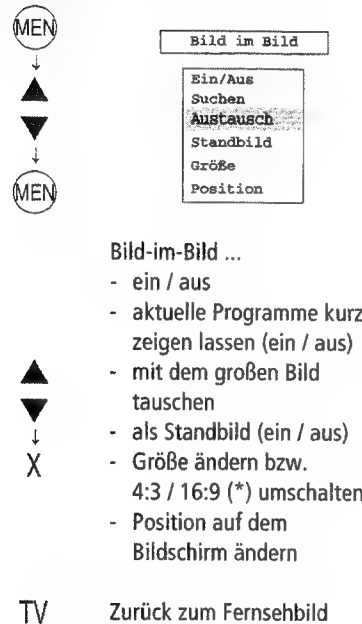 MEN
Bild im Bild
Ein/Aus
Suchen
Austausch
Standbild
Größe
Position
MEN
Bild-im-Bild ...
- ein / aus
- aktuelle Programme kurz
zeigen lassen (ein / aus)
- mit dem großen Bild
tauschen
- als Standbild (ein / aus)
X
- Größe ändern bzw.
4:3 / 16:9 (*) umschalten
- Position auf dem
Bildschirm ändern
TV Zurück zum Fernsehbild